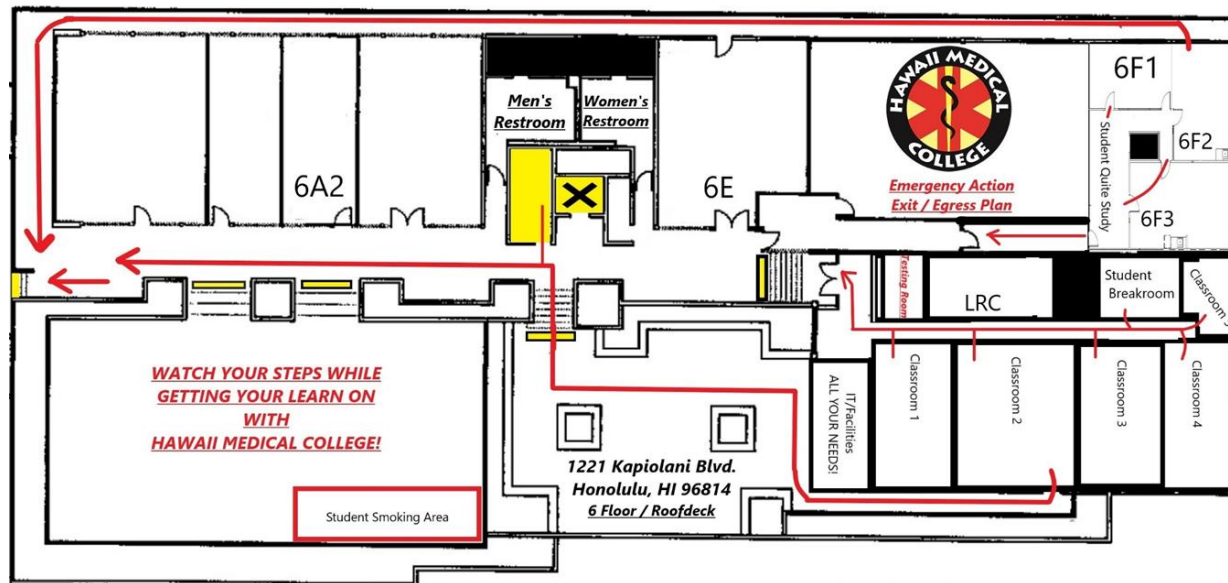 HAWAII MEDICAL
COLLEGE
Emergency Action
Exit / Egress Plan
Men's
Restroom
Women's
Restroom
6A2
6E
6F1
6F2
6F3
Student Quite Study
Testing Room
LRC
Student
Breakroom
Classroom
Classroom 1
Classroom 2
Classroom 3
Classroom 4
IT/Facilities
ALL YOUR NEEDS!
WATCH YOUR STEPS WHILE
GETTING YOUR LEARN ON
WITH
HAWAII MEDICAL COLLEGE!
1221 Kapiolani Blvd.
Honolulu, HI 96814
6 Floor / Roofdeck
Student Smoking Area